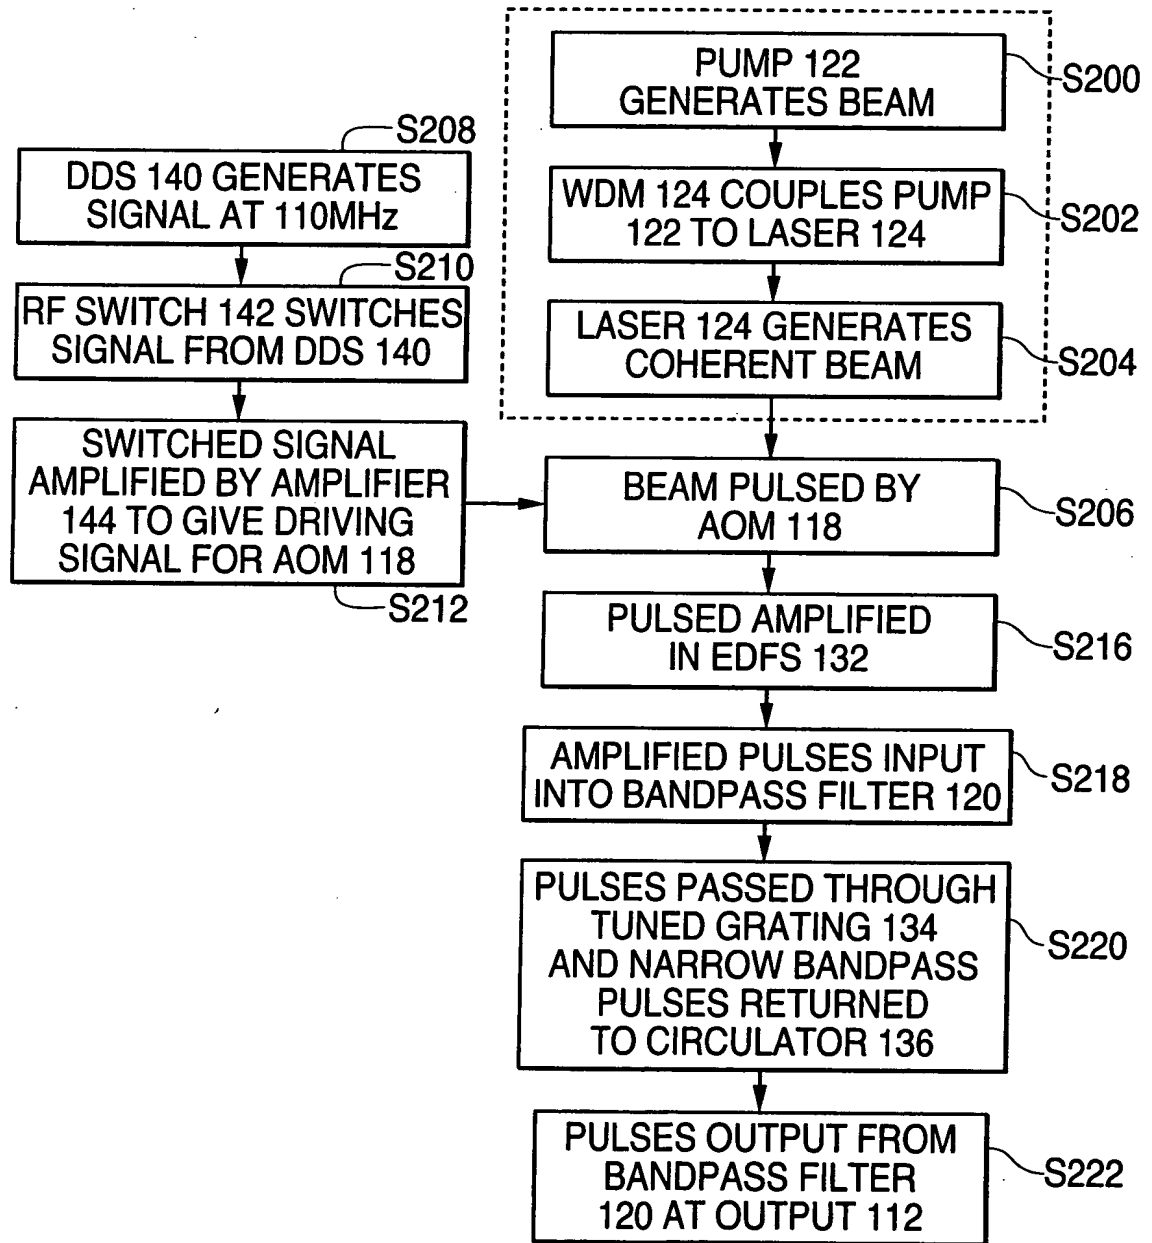 PUMP 122
GENERATES BEAM
S200
WDM 124 COUPLES PUMP
122 TO LASER 124
S202
LASER 124 GENERATES
COHERENT BEAM
S204
S208
DDS 140 GENERATES
SIGNAL AT 110MHz
S210
RF SWITCH 142 SWITCHES
SIGNAL FROM DDS 140
SWITCHED SIGNAL
AMPLIFIED BY AMPLIFIER
144 TO GIVE DRIVING
SIGNAL FOR AOM 118
S212
BEAM PULSED BY
AOM 118
S206
PULSED AMPLIFIED
IN EDFS 132
S216
AMPLIFIED PULSES INPUT
INTO BANDPASS FILTER 120
S218
PULSES PASSED THROUGH
TUNED GRATING 134
AND NARROW BANDPASS
PULSES RETURNED
TO CIRCULATOR 136
S220
PULSES OUTPUT FROM
BANDPASS FILTER
120 AT OUTPUT 112
S222